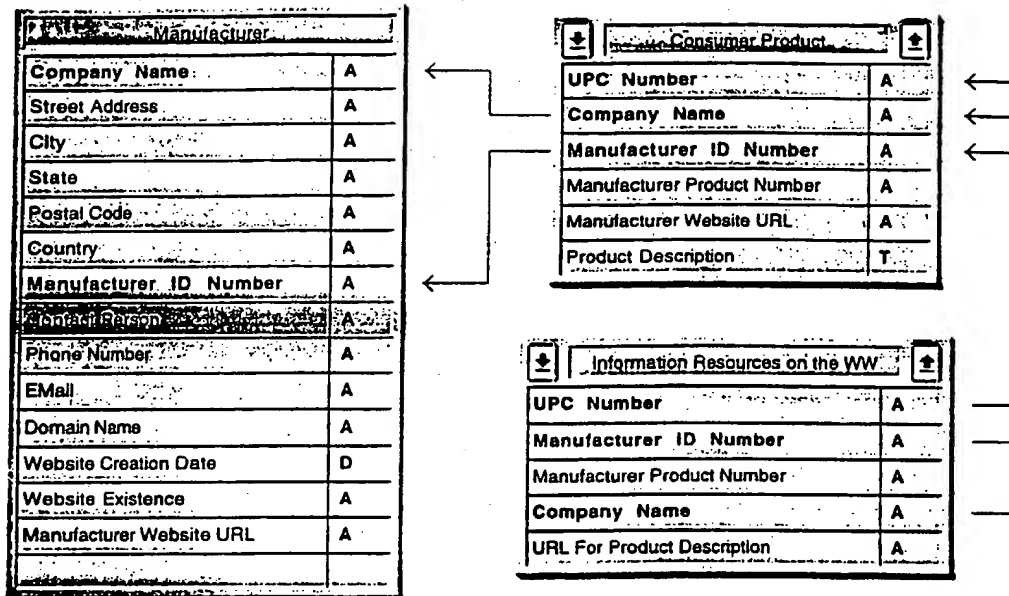 Manufacturer
Company Name A
Street Address A
City A
State A
Postal Code A
Country A
Manufacturer ID Number A
Contact Person A
Phone Number A
EMail A
Domain Name A
Website Creation Date D
Website Existence A
Manufacturer Website URL A
Consumer Product
UPC Number A
Company Name A
Manufacturer ID Number A
Manufacturer Product Number A
Manufacturer Website URL A
Product Description T
Information Resources on the WW
UPC Number A
Manufacturer ID Number A
Manufacturer Product Number A
Company Name A
URL For Product Description A